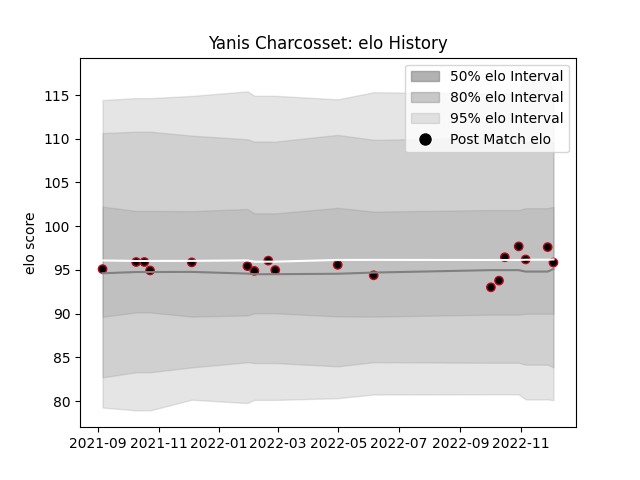 Yanis Charcosset: elo History
50% elo Interval
80% elo Interval
95% elo Interval
Post Match elo
elo score
115
110
105
100
95
90
85
80
2021-09 2021-11 2022-01 2022-03 2022-05 2022-07 2022-09 2022-11